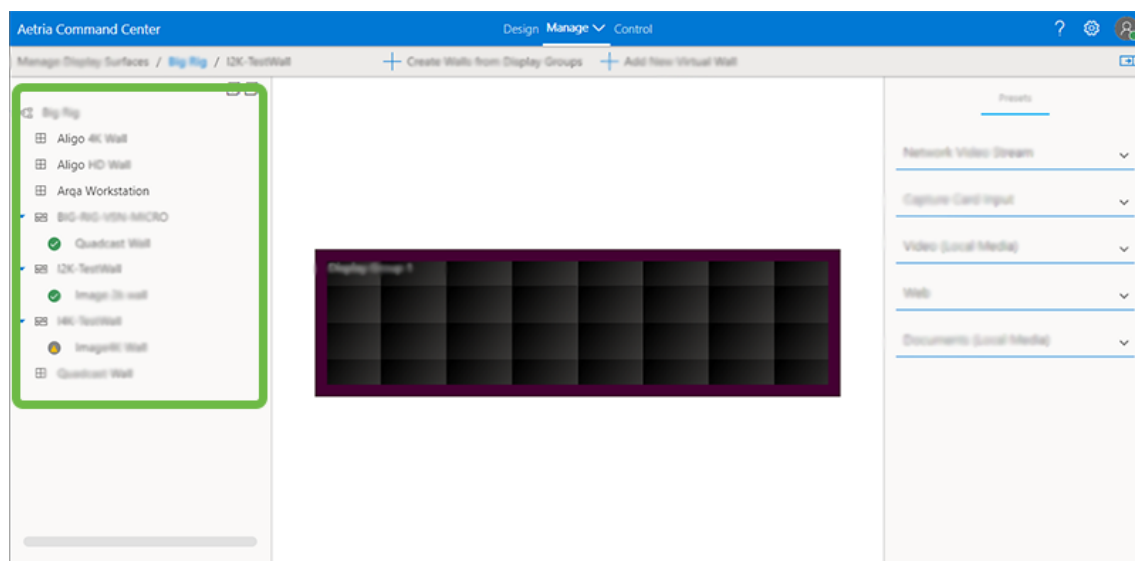 Aetria Command Center
Design Manage Control
?
Manage Display Surfaces / Big Rig / I2K-TestWall
Create Walls from Display Groups
Add New Virtual Wall
Big Rig
Aligo 4K Wall
Aligo HD Wall
Arqa Workstation
BIG-RIG-VSN-MICRO
Quadcast Wall
I2K-TestWall
Image 2k wall
I4K-TestWall
Image4K Wall
Quadcast Wall
Display Group 1
Presets
Network Video Stream
Capture Card Input
Video (Local Media)
Web
Documents (Local Media)